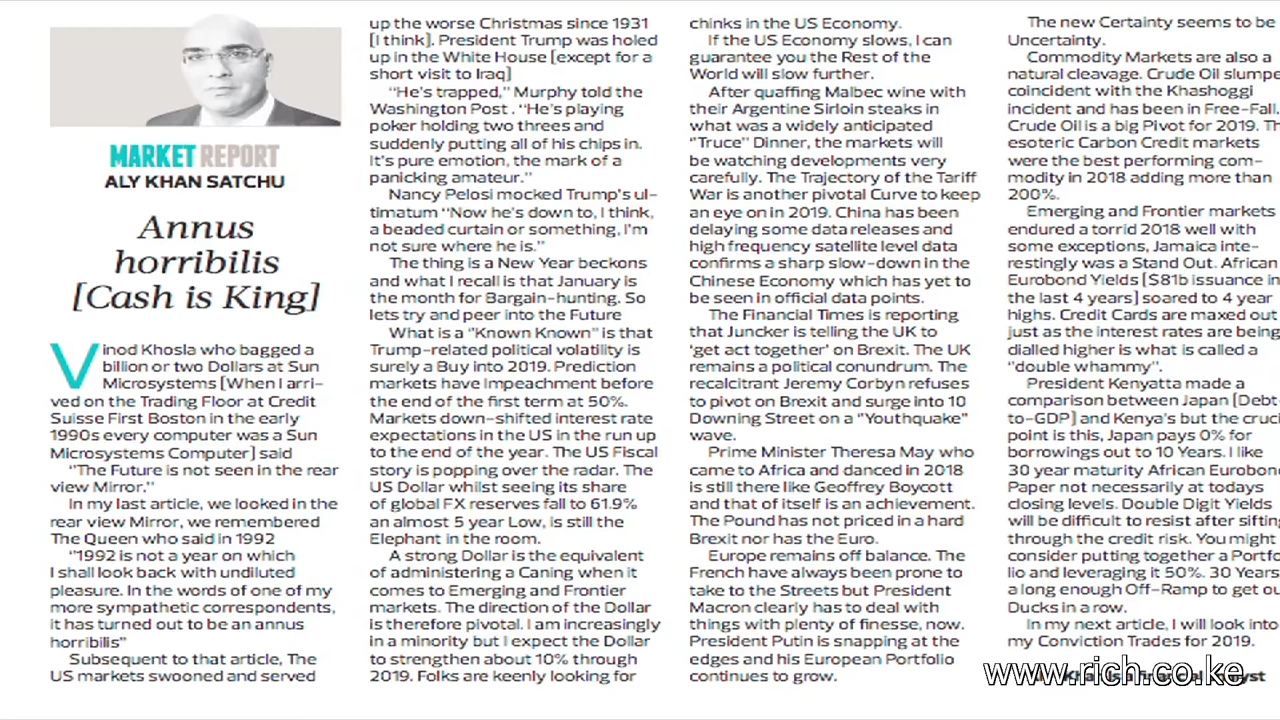 MARKET REPORT
ALY KHAN SATCHU
Annus
horribilis
[Cash is King]
Vinod Khosla who bagged a
billion or two Dollars at Sun
Microsystems [When I arri-
ved on the Trading Floor at Credit
Suisse First Boston in the early
1990s every computer was a Sun
Microsystems Computer] said
"The Future is not seen in the rear
view Mirror."
In my last article, we looked in the
rear view Mirror, we remembered
The Queen who said in 1992
"1992 is not a year on which
I shall look back with undiluted
pleasure. In the words of one of my
more sympathetic correspondents,
it has turned out to be an annus
horribilis"
Subsequent to that article, The
US markets swooned and served
up the worse Christmas since 1931
[I think]. President Trump was holed
up in the White House [except for a
short visit to Iraq]
"He's trapped," Murphy told the
Washington Post . "He's playing
poker holding two threes and
suddenly putting all of his chips in.
It's pure emotion, the mark of a
panicking amateur."
Nancy Pelosi mocked Trump's ul-
timatum "Now he's down to, I think,
a beaded curtain or something, I'm
not sure where he is."
The thing is a New Year beckons
and what I recall is that January is
the month for Bargain-hunting. So
lets try and peer into the Future
What is a "Known Known" is that
Trump-related political volatility is
surely a Buy into 2019. Prediction
markets have Impeachment before
the end of the first term at 50%.
Markets down-shifted interest rate
expectations in the US in the run up
to the end of the year. The US Fiscal
story is popping over the radar. The
US Dollar whilst seeing its share
of global FX reserves fall to 61.9%
an almost 5 year Low, is still the
Elephant in the room.
A strong Dollar is the equivalent
of administering a Caning when it
comes to Emerging and Frontier
markets. The direction of the Dollar
is therefore pivotal. I am increasingly
in a minority but I expect the Dollar
to strengthen about 10% through
2019. Folks are keenly looking for
chinks in the US Economy.
If the US Economy slows, I can
guarantee you the Rest of the
World will slow further.
After quaffing Malbec wine with
their Argentine Sirloin steaks in
what was a widely anticipated
"Truce" Dinner, the markets will
be watching developments very
carefully. The Trajectory of the Tariff
War is another pivotal Curve to keep
an eye on in 2019. China has been
delaying some data releases and
high frequency satellite level data
confirms a sharp slow-down in the
Chinese Economy which has yet to
be seen in official data points.
The Financial Times is reporting
that Juncker is telling the UK to
'get act together' on Brexit. The UK
remains a political conundrum. The
recalcitrant Jeremy Corbyn refuses
to pivot on Brexit and surge into 10
Downing Street on a "Youthquake"
wave.
Prime Minister Theresa May who
came to Africa and danced in 2018
is still there like Geoffrey Boycott
and that of itself is an achievement.
The Pound has not priced in a hard
Brexit nor has the Euro.
Europe remains off balance. The
French have always been prone to
take to the Streets but President
Macron clearly has to deal with
things with plenty of finesse, now.
President Putin is snapping at the
edges and his European Portfolio
continues to grow.
The new Certainty seems to be
Uncertainty.
Commodity Markets are also a
natural cleavage. Crude Oil slumpe
coincident with the Khashoggi
incident and has been in Free-Fall.
Crude Oil is a big Pivot for 2019. Th
esoteric Carbon Credit markets
were the best performing com-
modity in 2018 adding more than
200%.
Emerging and Frontier markets
endured a torrid 2018 well with
some exceptions, Jamaica inte-
restingly was a Stand Out. African
Eurobond Yields [S81b issuance in
the last 4 years] soared to 4 year
highs. Credit Cards are maxed out
just as the interest rates are being
dialled higher is what is called a
"double whammy".
President Kenyatta made a
comparison between Japan [Debt-
to-GDP] and Kenya's but the cruci
point is this, Japan pays 0% for
borrowings out to 10 Years. I like
30 year maturity African Eurobond
Paper not necessarily at todays
closing levels. Double Digit Yields
will be difficult to resist after sifting
through the credit risk. You might
consider putting together a Portfo
lio and leveraging it 50%. 30 Years
a long enough Off-Ramp to get ou
Ducks in a row.
In my next article, I will look into
my Conviction Trades for 2019.
www.rich.co.ke